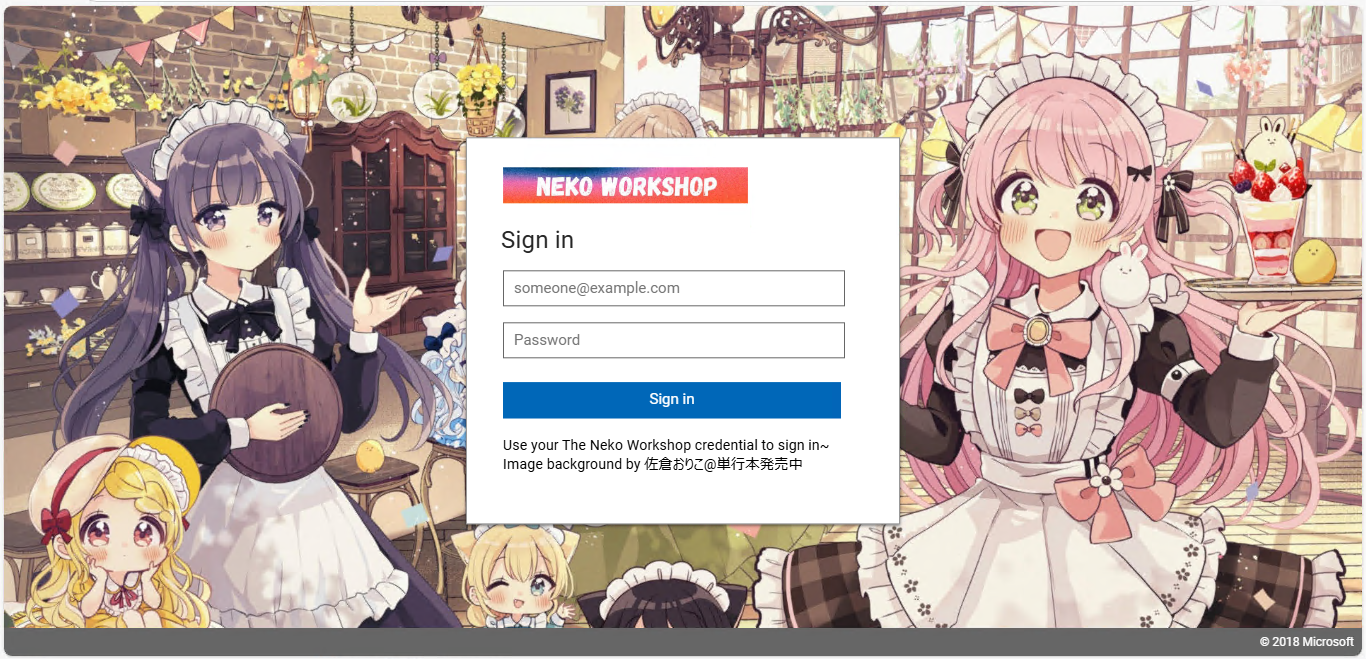 NEKO WORKSHOP
Sign in
someone@example.com
Password
Sign in
Use your The Neko Workshop credential to sign in~
Image background by 佐倉おりこ@単行本発売中
© 2018 Microsoft